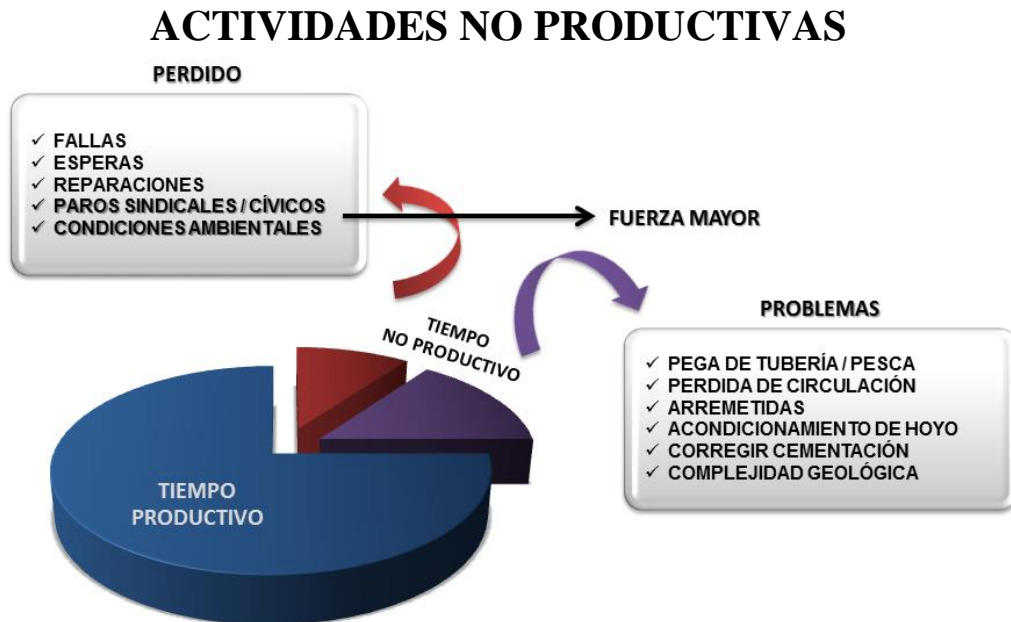 ACTIVIDADES NO PRODUCTIVAS
PERDIDO
✓ FALLAS
✓ ESPERAS
✓ REPARACIONES
✓ PAROS SINDICALES / CÍVICOS
✓ CONDICIONES AMBIENTALES
FUERZA MAYOR
TIEMPO
NO PRODUCTIVO
PROBLEMAS
✓ PEGA DE TUBERÍA / PESCA
✓ PERDIDA DE CIRCULACIÓN
✓ ARREMETIDAS
✓ ACONDICIONAMIENTO DE HOYO
✓ CORREGIR CEMENTACIÓN
✓ COMPLEJIDAD GEOLÓGICA
TIEMPO
PRODUCTIVO